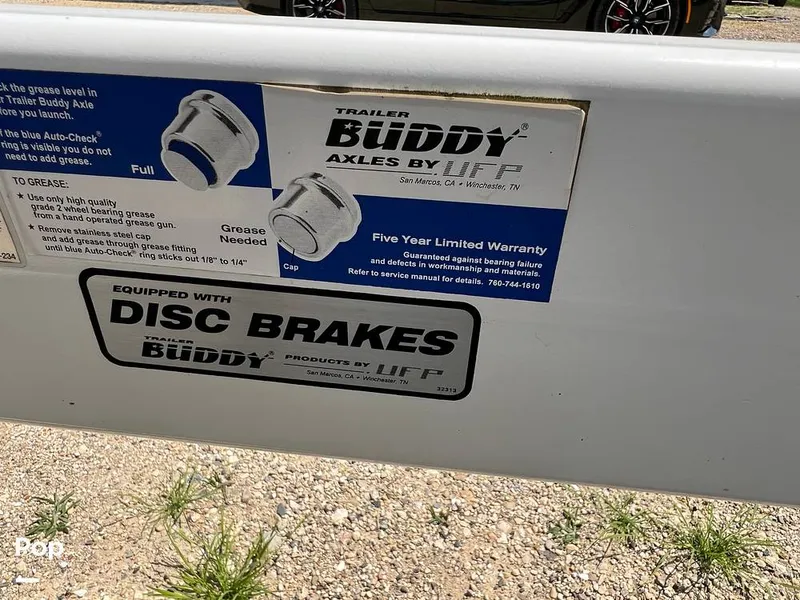 ck the grease level in
r Trailer Buddy Axle
ore you launch.
f the blue Auto-Check®
ring is visible you do not
need to add grease.
Full
TO GREASE:
★ Use only high quality
grade 2 wheel bearing grease
from a hand operated grease gun.
★ Remove stainless steel cap
and add grease through grease fitting
until blue Auto-Check® ring sticks out 1/8" to 1/4"
Grease
Needed
Cap
-234
TRAILER
BUDDY®
AXLES BY UFP
San Marcos, CA • Winchester, TN
Five Year Limited Warranty
Guaranteed against bearing failure
and defects in workmanship and materials.
Refer to service manual for details. 760-744-1610
EQUIPPED WITH
DISC BRAKES
TRAILER
BUDDY® PRODUCTS BY UFP
San Marcos, CA • Winchester, TN
32313
Pop